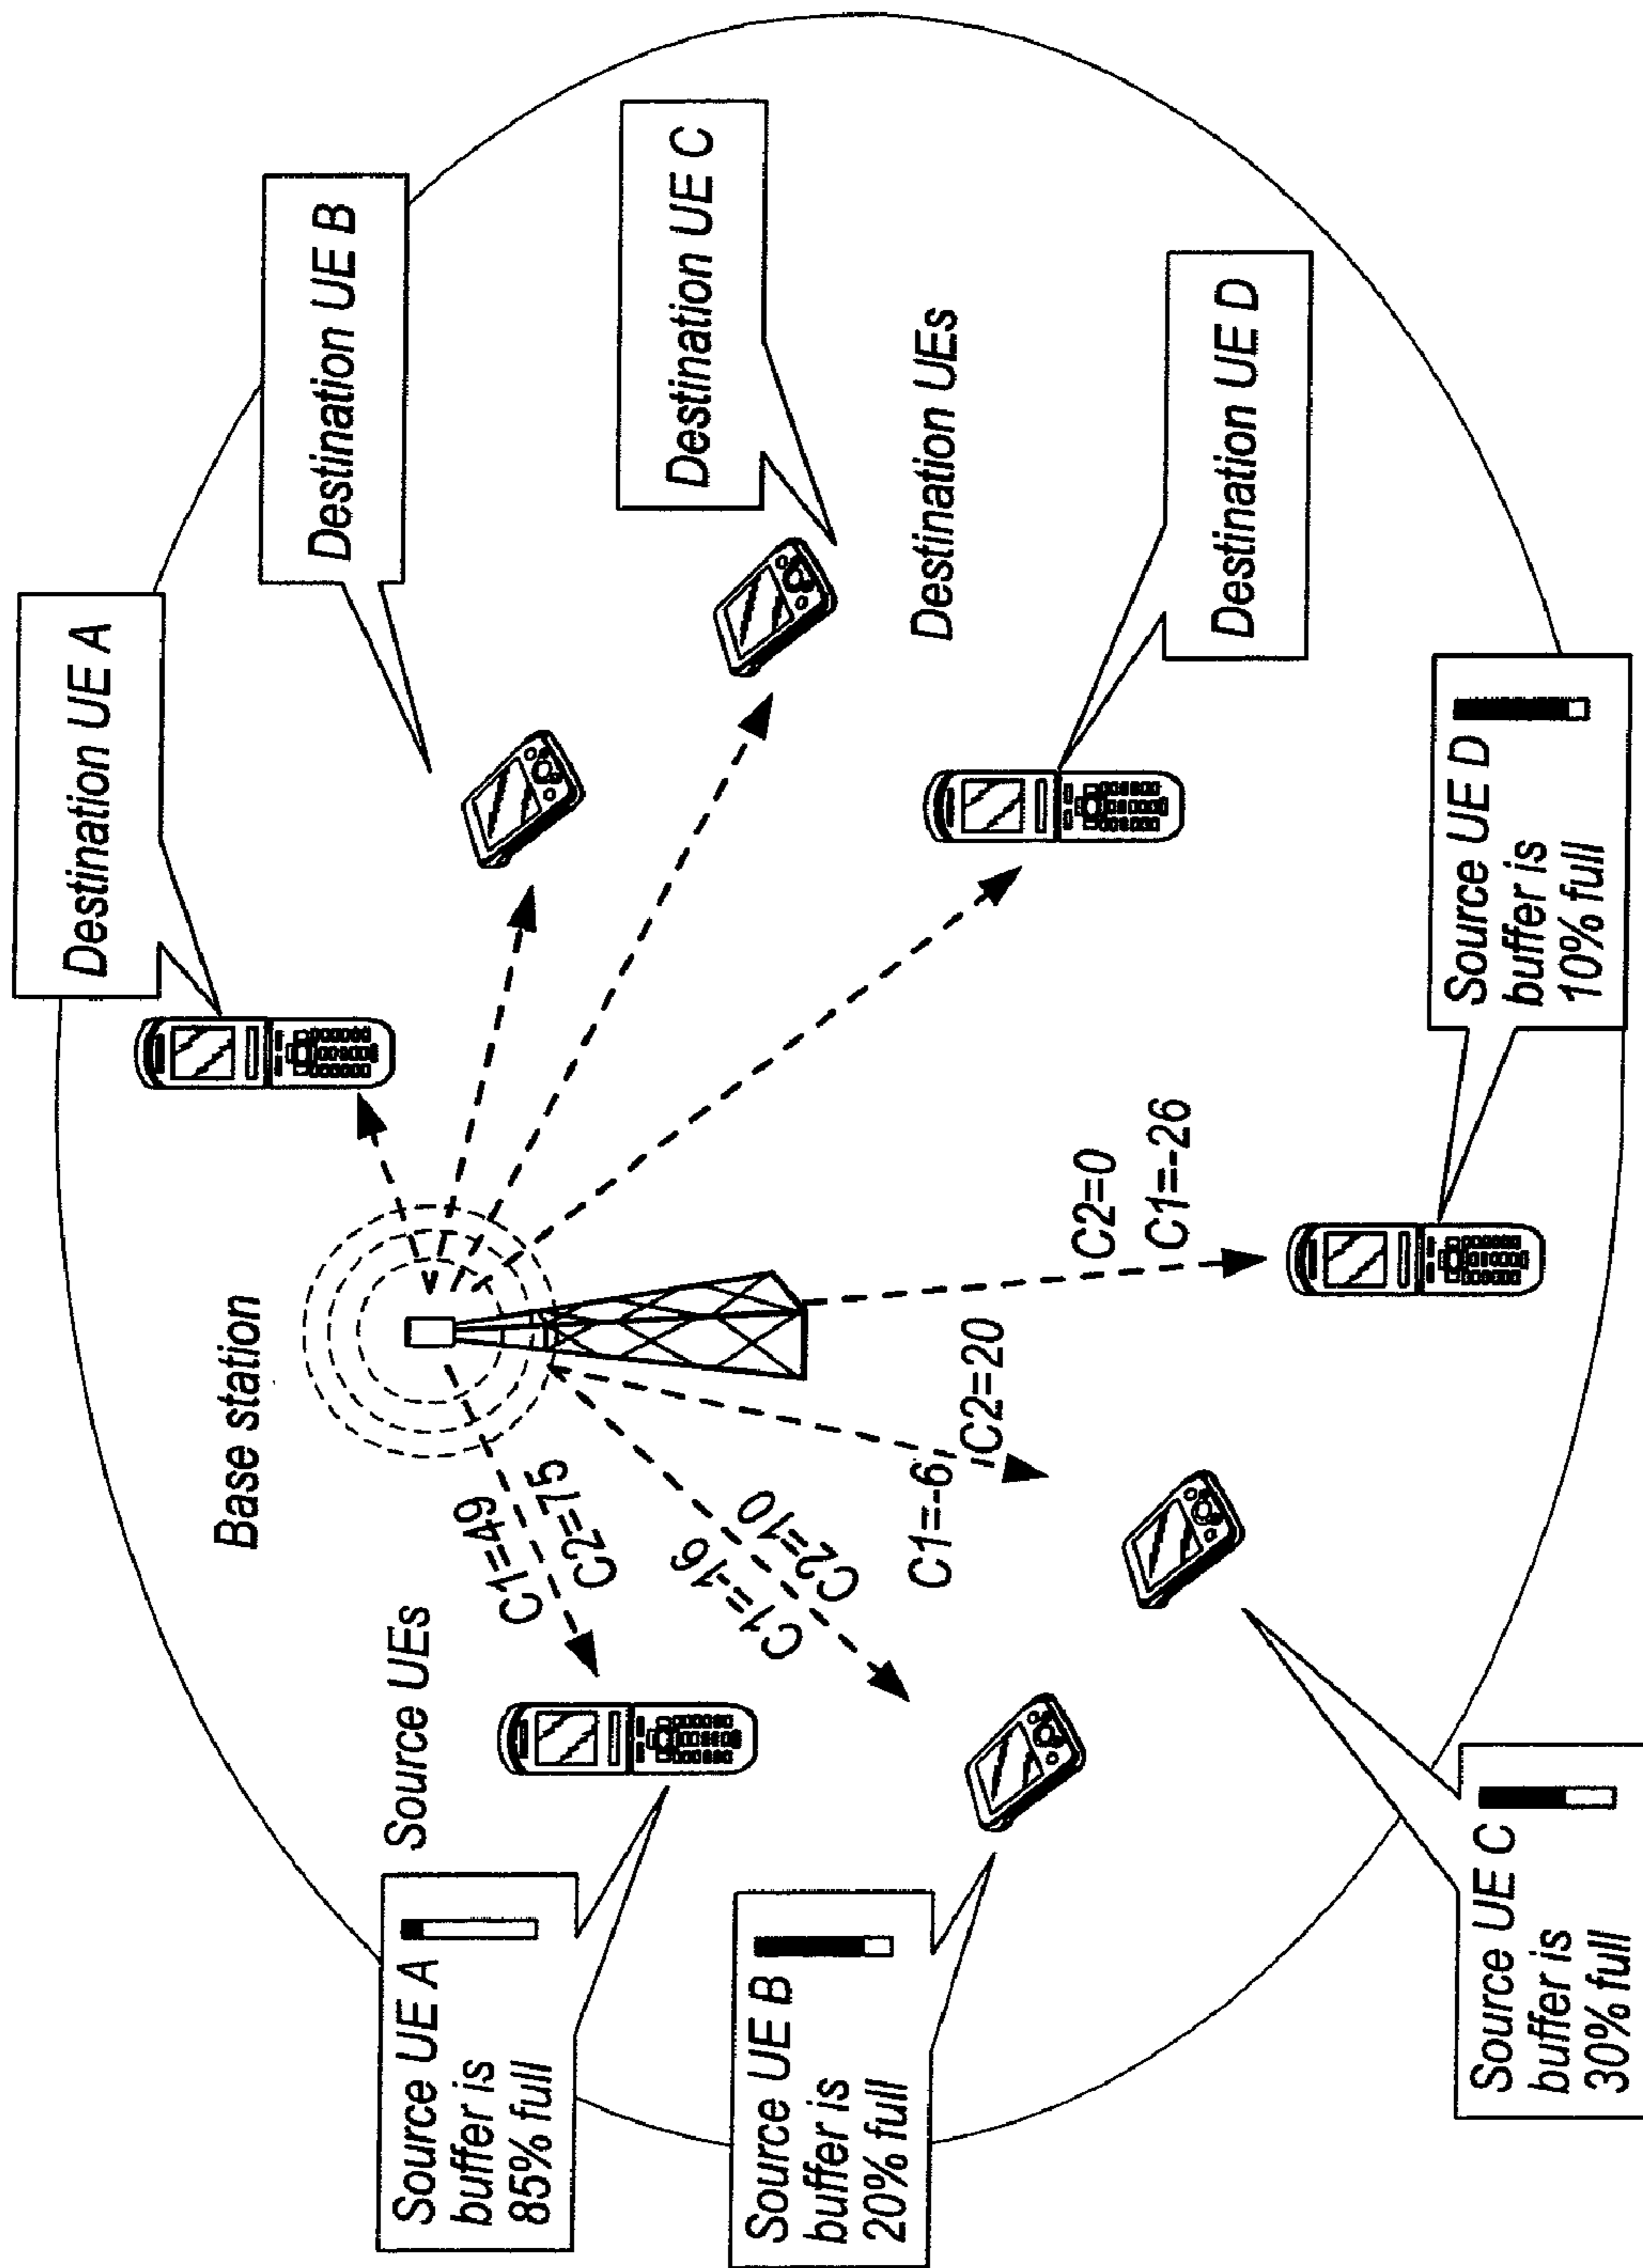 Destination UE A
Base station
Destination UE B
Source UEs
Source UE A
buffer is
85% full
C1=49
C2=75
Destination UE C
C1=-16
C2=10
Source UE B
buffer is
20% full
Destination UEs
C1=-6
C2=20
C2=0
C1=-26
Destination UE D
Source UE C
buffer is
30% full
Source UE D
buffer is
10% full